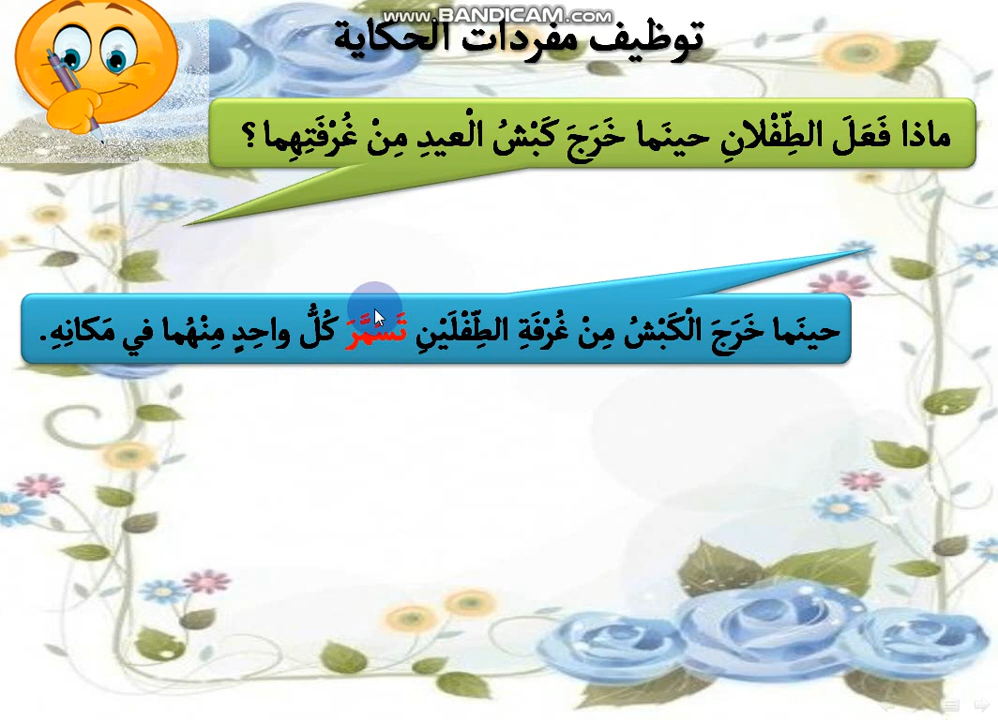 www.BANDICAM.com
توظيف مفردات الحكاية
ماذا فَعَلَ الطِّفْلانِ حينَما خَرَجَ كَبْشُ الْعيدِ مِنْ غُرْفَتِهِما ؟
حينَما خَرَجَ الْكَبْشُ مِنْ غُرْفَةِ الطِّفْلَيْنِ تَسَمَّرَ كُلُّ واحِدٍ مِنْهُما في مَكانِهِ.